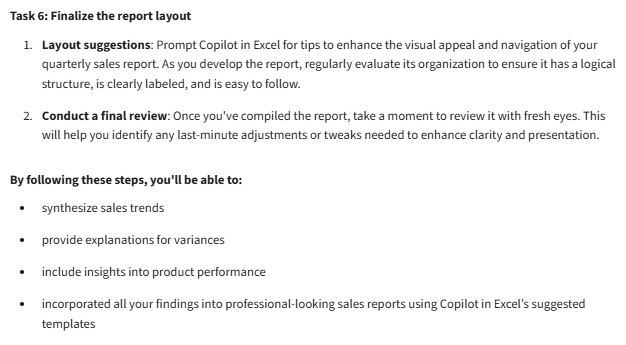 Task 6: Finalize the report layout
1. Layout suggestions: Prompt Copilot in Excel for tips to enhance the visual appeal and navigation of your
quarterly sales report. As you develop the report, regularly evaluate its organization to ensure it has a logical
structure, is clearly labeled, and is easy to follow.
2. Conduct a final review: Once you've compiled the report, take a moment to review it with fresh eyes. This
will help you identify any last-minute adjustments or tweaks needed to enhance clarity and presentation.
By following these steps, you'll be able to:
• synthesize sales trends
• provide explanations for variances
• include insights into product performance
• incorporated all your findings into professional-looking sales reports using Copilot in Excel's suggested
templates